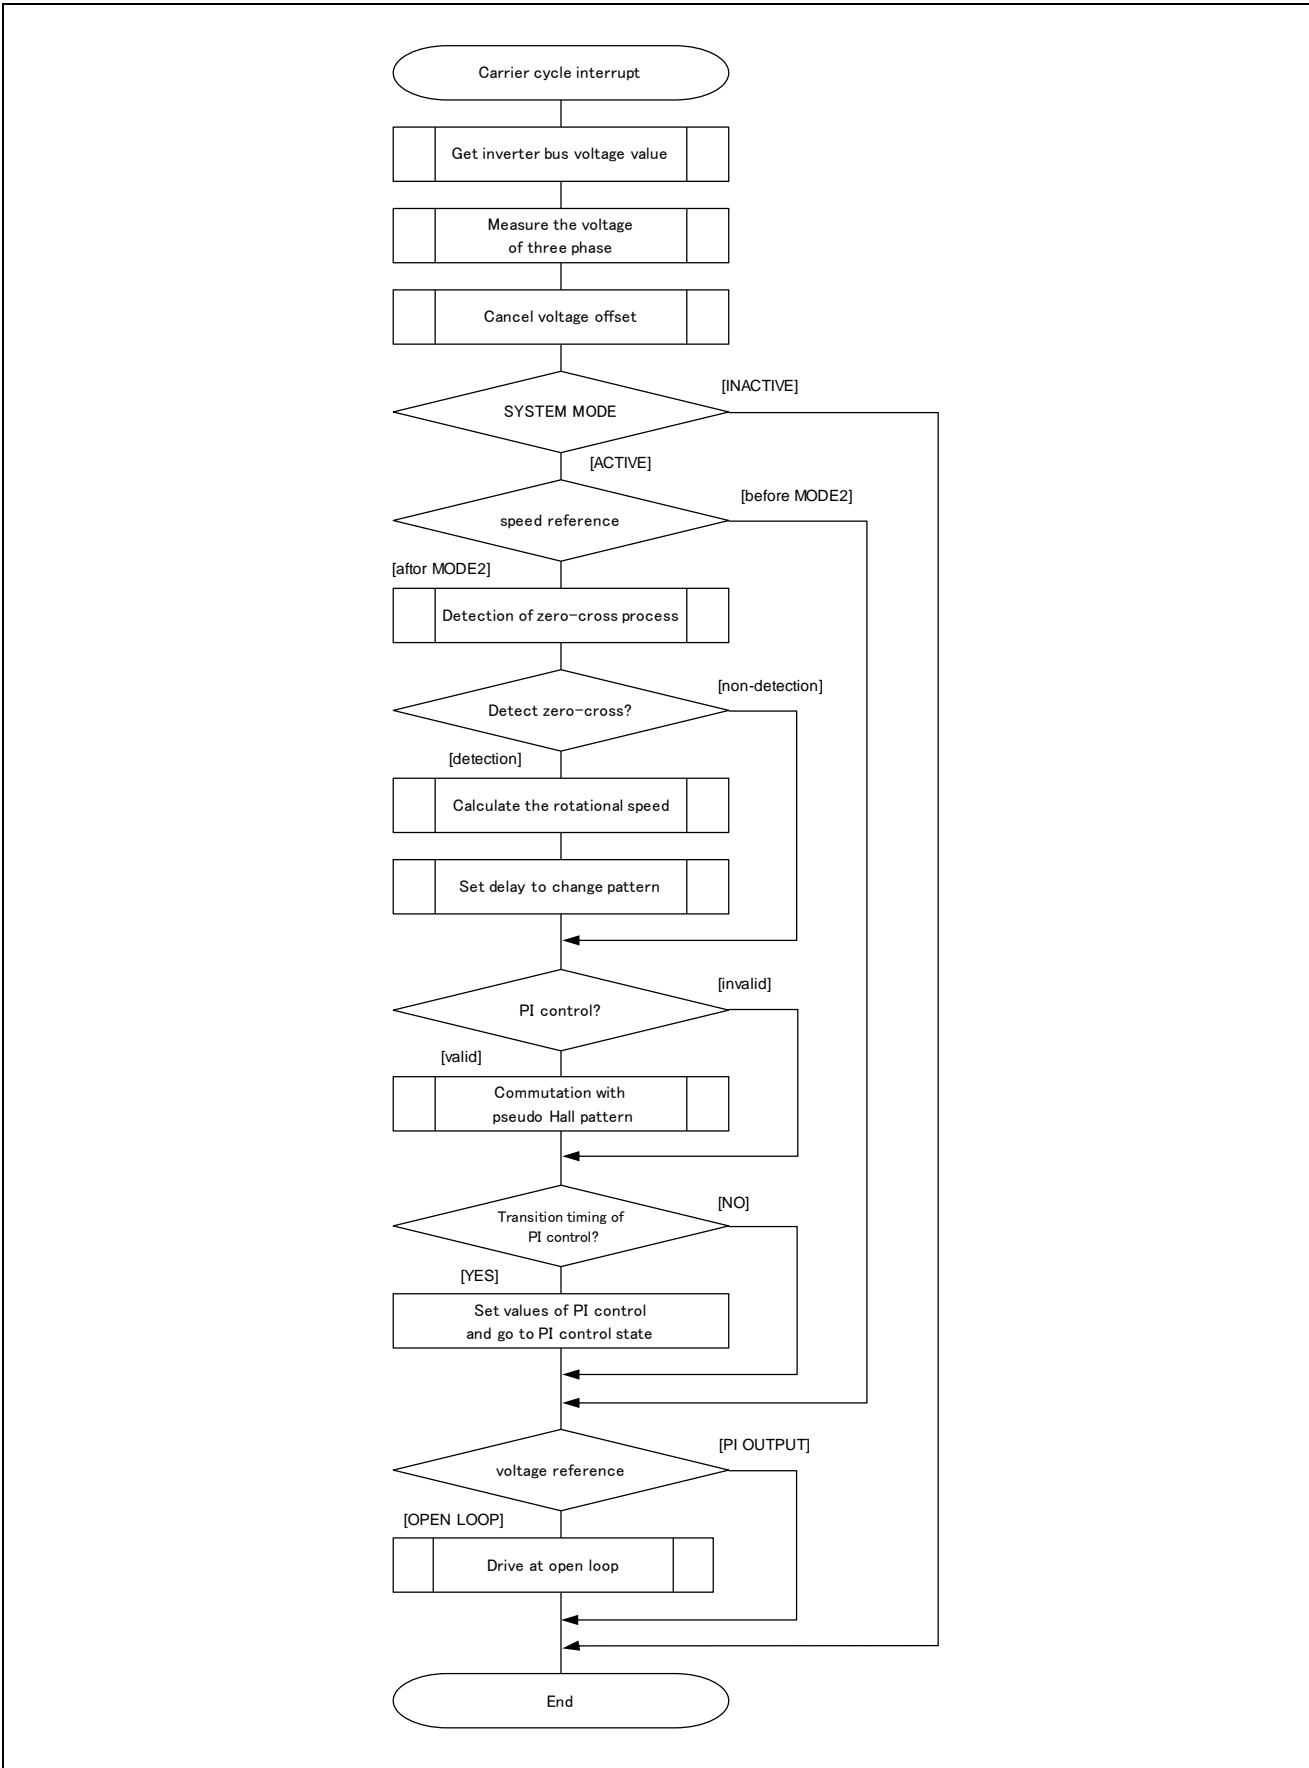 Carrier cycle interrupt
Get inverter bus voltage value
Measure the voltage
of three phase
Cancel voltage offset
[INACTIVE]
SYSTEM MODE
[ACTIVE]
[before MODE2]
speed reference
[aftor MODE2]
Detection of zero-cross process
[non-detection]
Detect zero-cross?
[detection]
Calculate the rotational speed
Set delay to change pattern
[invalid]
PI control?
[valid]
Commutation with
pseudo Hall pattern
[NO]
Transition timing of
PI control?
[YES]
Set values of PI control
and go to PI control state
[PI OUTPUT]
voltage reference
[OPEN LOOP]
Drive at open loop
End